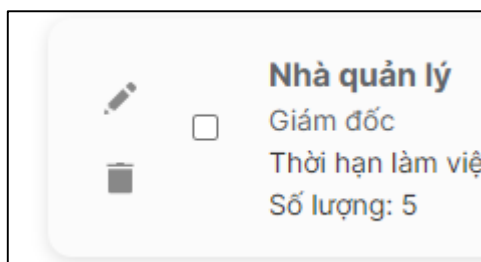 Nhà quản lý
Giám đốc
Thời hạn làm việ
Số lượng: 5